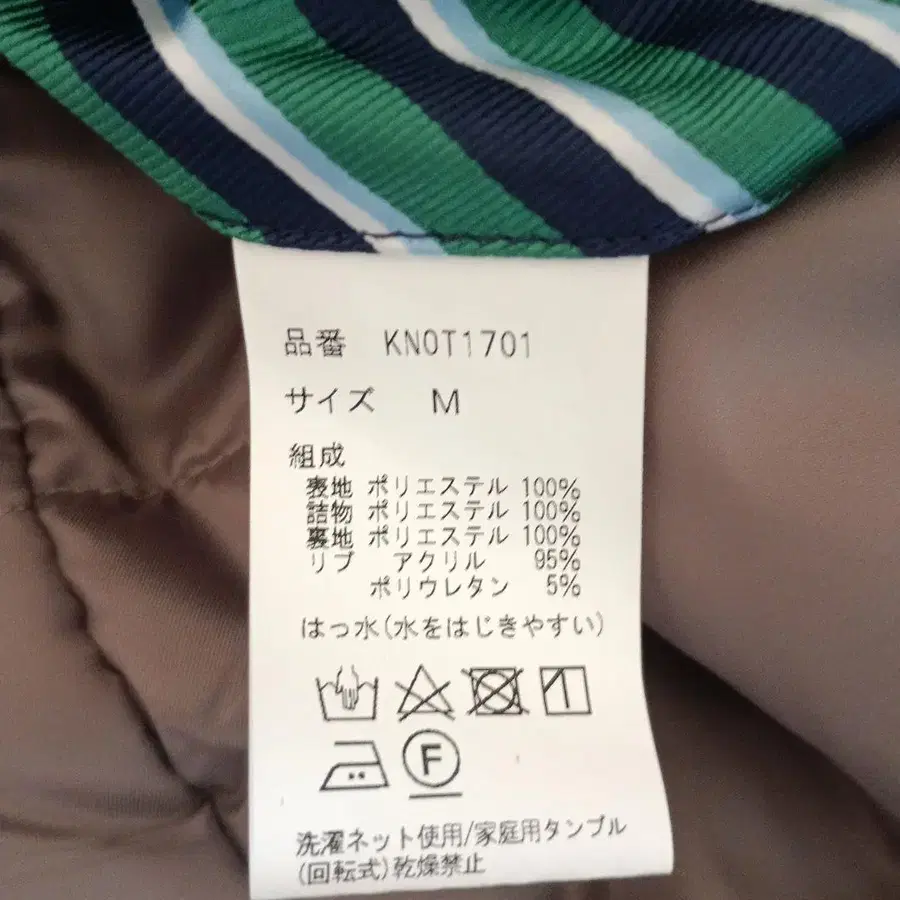 品番 KNOT1701
サイズ M
組成
表地 ポリエステル 100%
詰物 ポリエステル 100%
裏地 ポリエステル 100%
リブ アクリル 95%
ポリウレタン 5%
はっ水(水をはじきやすい)
F
洗濯ネット使用/家庭用タンブル
(回転式)乾燥禁止